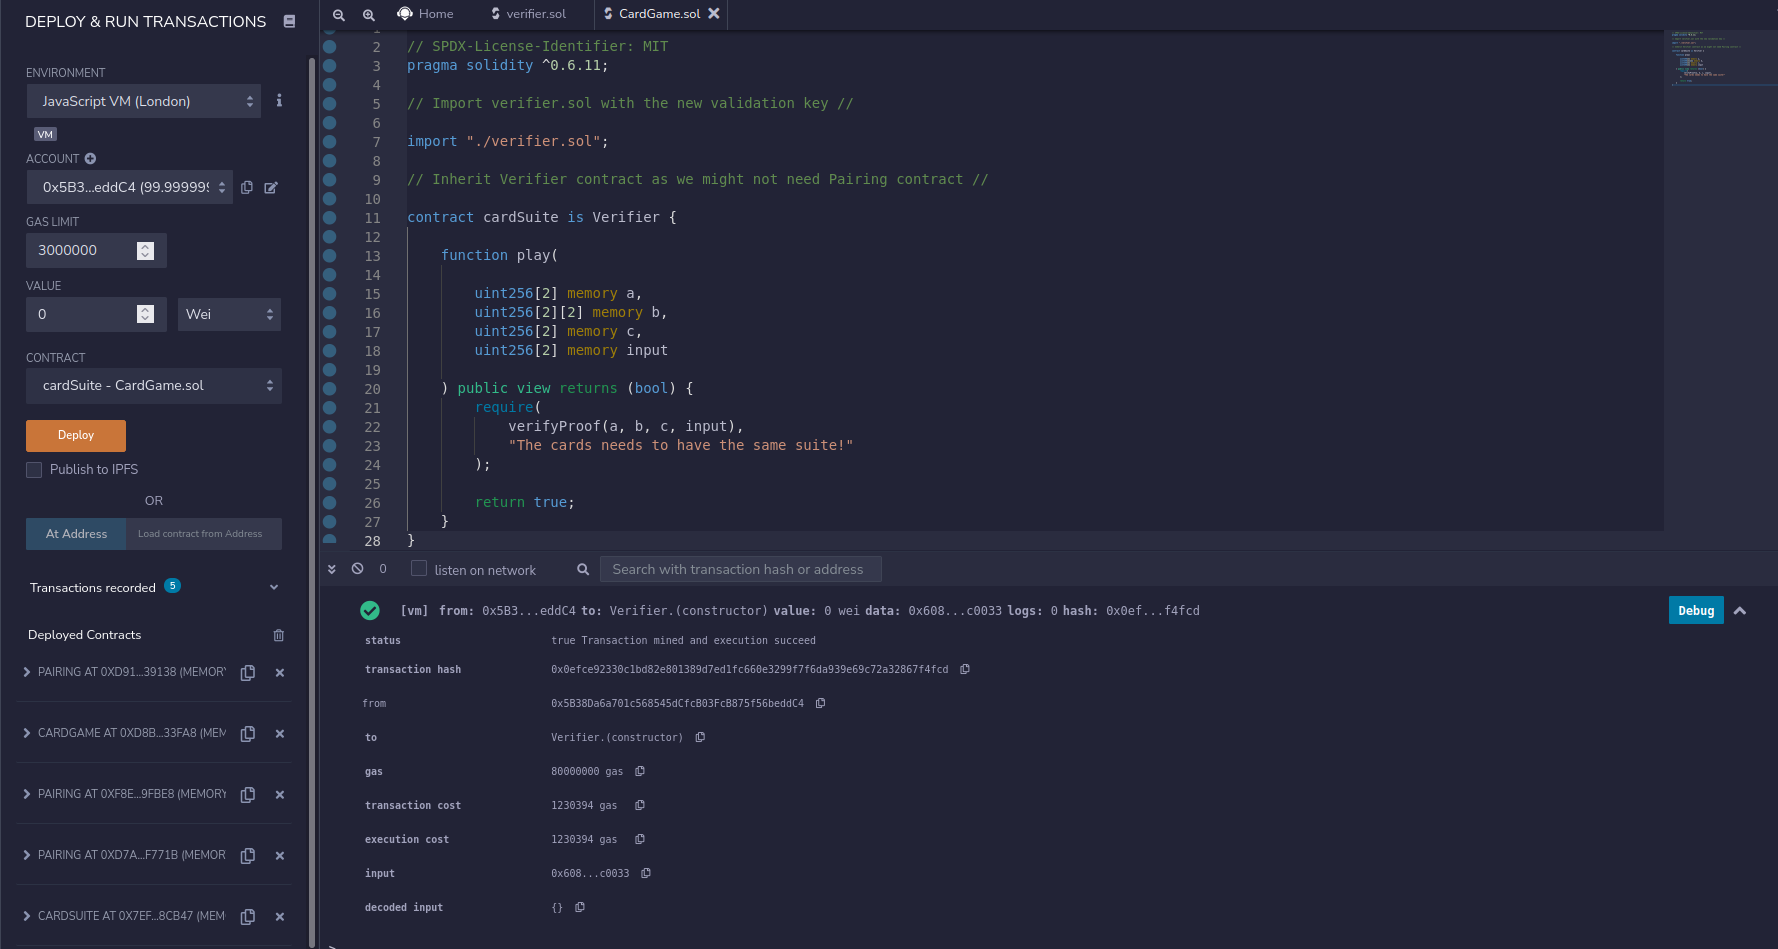 DEPLOY & RUN TRANSACTIONS
ENVIRONMENT
JavaScript VM (London)
VM
ACCOUNT
0x5B3...eddC4 (99.999999
GAS LIMIT
3000000
VALUE
0
Wei
CONTRACT
cardSuite - CardGame.sol
Deploy
Publish to IPFS
OR
At Address
Load contract from Address
Transactions recorded 5
Deployed Contracts
PAIRING AT 0XD91...39138 (MEMORY
CARDGAME AT 0XD8B...33FA8 (MEM
PAIRING AT 0XF8E...9FBE8 (MEMORY
PAIRING AT 0XD7A...F771B (MEMOR
CARDSUITE AT 0X7EF...8CB47 (MEM
Home
verifier.sol
CardGame.sol
1
2 // SPDX-License-Identifier: MIT
3 pragma solidity ^0.6.11;
4
5 // Import verifier.sol with the new validation key //
6
7 import "./verifier.sol";
8
9 // Inherit Verifier contract as we might not need Pairing contract //
10
11 contract cardSuite is Verifier {
12
13 function play(
14
15 uint256[2] memory a,
16 uint256[2][2] memory b,
17 uint256[2] memory c,
18 uint256[2] memory input
19
20 ) public view returns (bool) {
21 require(
22 verifyProof(a, b, c, input),
23 "The cards needs to have the same suite!"
24 );
25
26 return true;
27 }
28 }
0
listen on network
Search with transaction hash or address
[vm] from: 0x5B3...eddC4 to: Verifier.(constructor) value: 0 wei data: 0x608...c0033 logs: 0 hash: 0x0ef...f4fcd
Debug
status true Transaction mined and execution succeed
transaction hash 0x0efce92330c1bd82e801389d7ed1fc660e3299f7f6da939e69c72a32867f4fcd
from 0x5B38Da6a701c568545dCfcB03FcB875f56beddC4
to Verifier.(constructor)
gas 80000000 gas
transaction cost 1230394 gas
execution cost 1230394 gas
input 0x608...c0033
decoded input {}